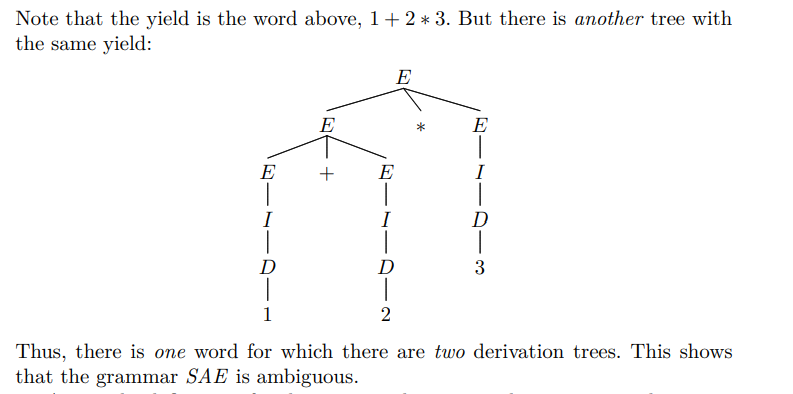 Note that the yield is the word above, 1 + 2 ∗ 3. But there is another tree with
the same yield:
E
E ∗ E
E + E I
I I D
D D 3
1 2
Thus, there is one word for which there are two derivation trees. This shows
that the grammar SAE is ambiguous.